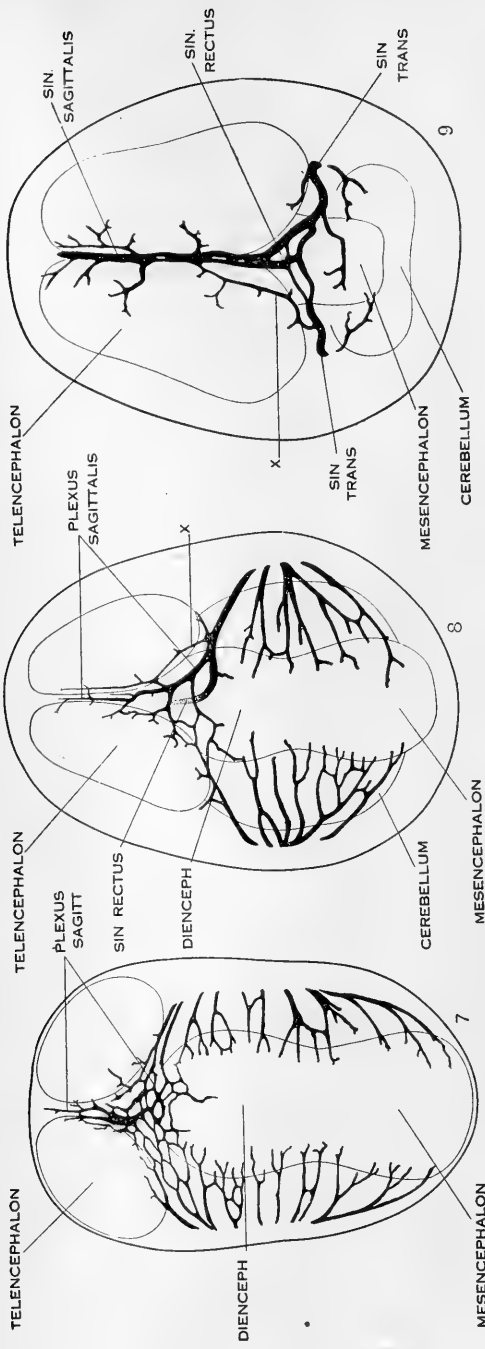 TELENCEPHALON
PLEXUS
SAGITT
7
DIENCEPH
MESENCEPHALON
TELENCEPHALON
PLEXUS
SAGITTALIS
X
SIN RECTUS
DIENCEPH
8
CEREBELLUM
MESENCEPHALON
TELENCEPHALON
SIN.
SAGITTALIS
SIN.
RECTUS
SIN
TRANS
9
X
SIN
TRANS
MESENCEPHALON
CEREBELLUM